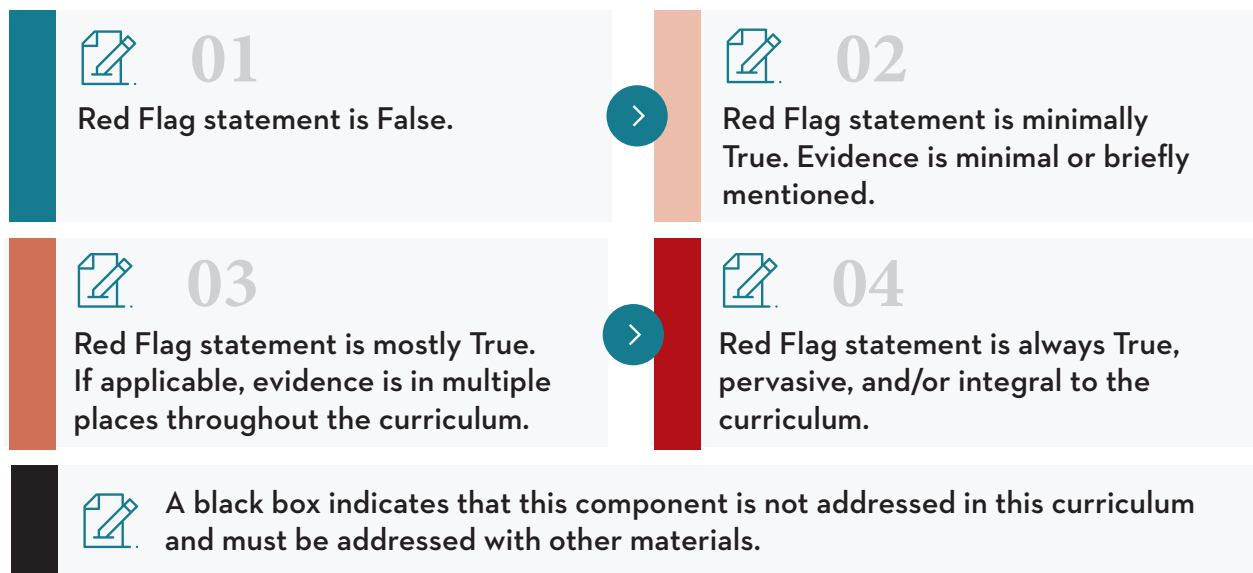 01
Red Flag statement is False.
02
Red Flag statement is minimally
True. Evidence is minimal or briefly
mentioned.
03
Red Flag statement is mostly True.
If applicable, evidence is in multiple
places throughout the curriculum.
04
Red Flag statement is always True,
pervasive, and/or integral to the
curriculum.
A black box indicates that this component is not addressed in this curriculum
and must be addressed with other materials.